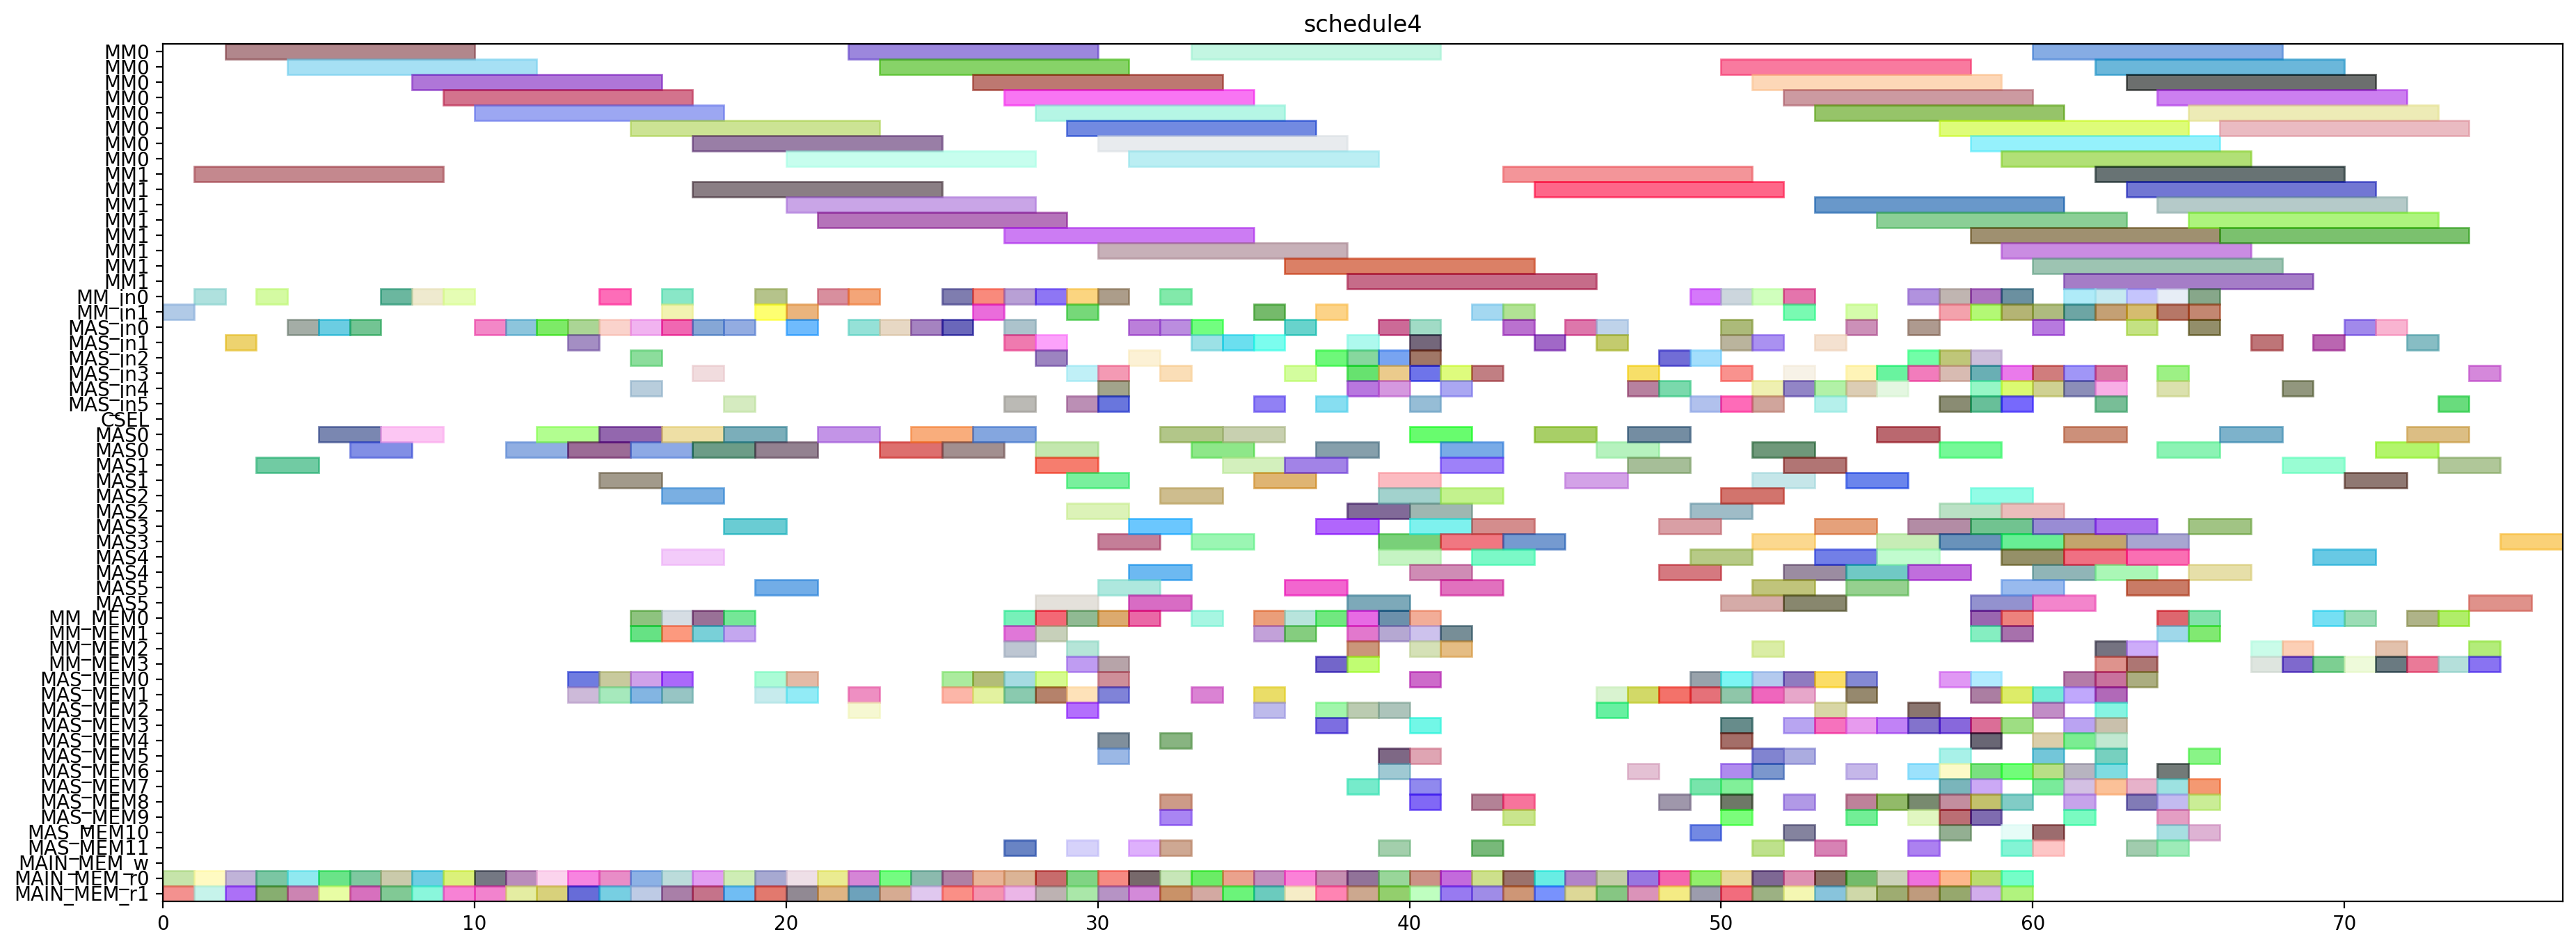 schedule4
MM0
MM0
MM0
MM0
MM0
MM0
MM0
MM0
MM1
MM1
MM1
MM1
MM1
MM1
MM1
MM1
MM_in0
MM_in1
MAS_in0
MAS_in1
MAS_in2
MAS_in3
MAS_in4
MAS_in5
CSEL
MAS0
MAS0
MAS1
MAS1
MAS2
MAS2
MAS3
MAS3
MAS4
MAS4
MAS5
MAS5
MM_MEM0
MM_MEM1
MM_MEM2
MM_MEM3
MAS_MEM0
MAS_MEM1
MAS_MEM2
MAS_MEM3
MAS_MEM4
MAS_MEM5
MAS_MEM6
MAS_MEM7
MAS_MEM8
MAS_MEM9
MAS_MEM10
MAS_MEM11
MAIN_MEM_w
MAIN_MEM_r0
MAIN_MEM_r1
0 10 20 30 40 50 60 70